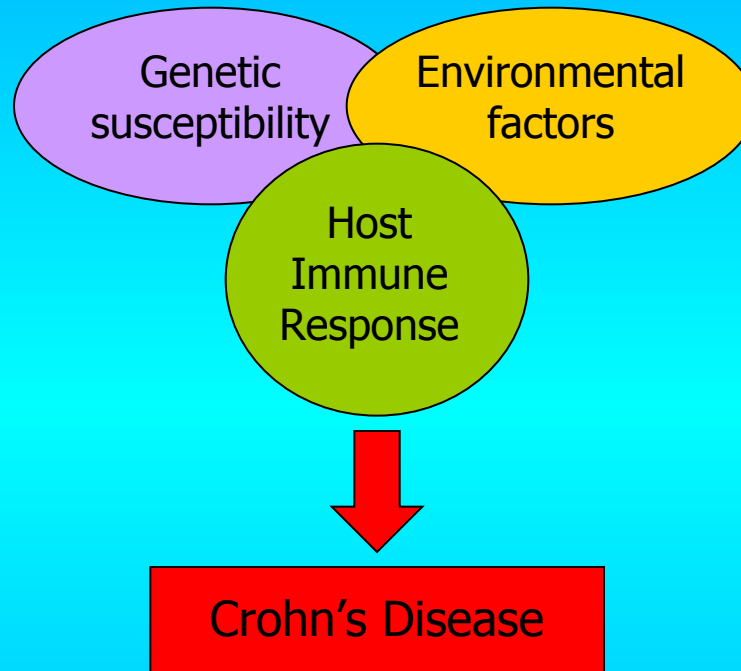 Genetic
susceptibility
Environmental
factors
Host
Immune
Response
Crohn’s Disease